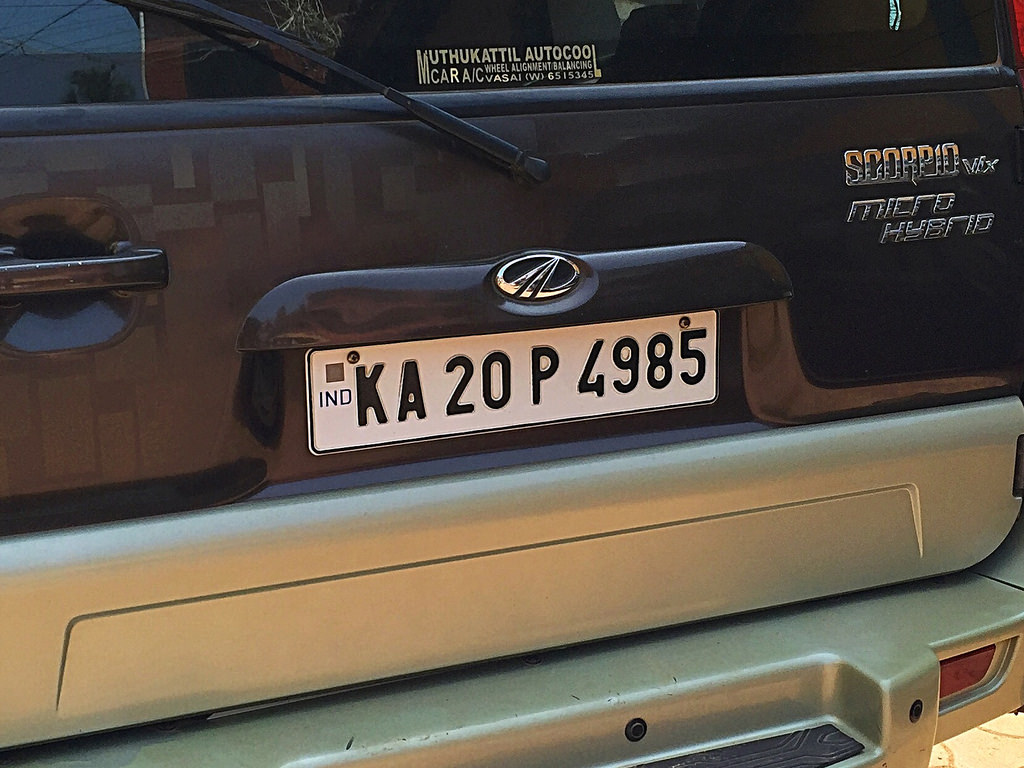 MUTHUKATTIL AUTOCOOL
CAR A/C WHEEL ALIGNMENT/BALANCING
VASAI (W) 6515345
SCORPIO VLX
MICRO
HYBRID
IND KA 20 P 4985